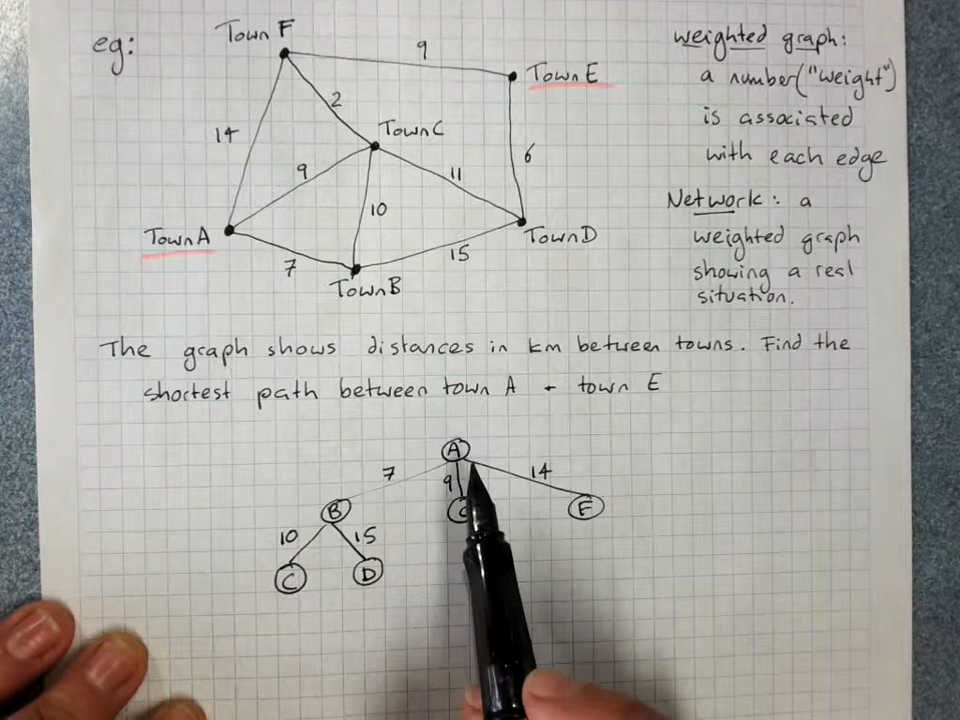 eg:
Town F
9
Town E
2
Town C
14
9
11
6
10
Town A
Town D
7
15
Town B
weighted graph:
a number ("weight")
is associated
with each edge
Network: a
weighted graph
showing a real
situation.
The graph shows distances in km between towns. Find the
shortest path between town A + town E
A
7
9
14
B
C
F
10
15
C
D